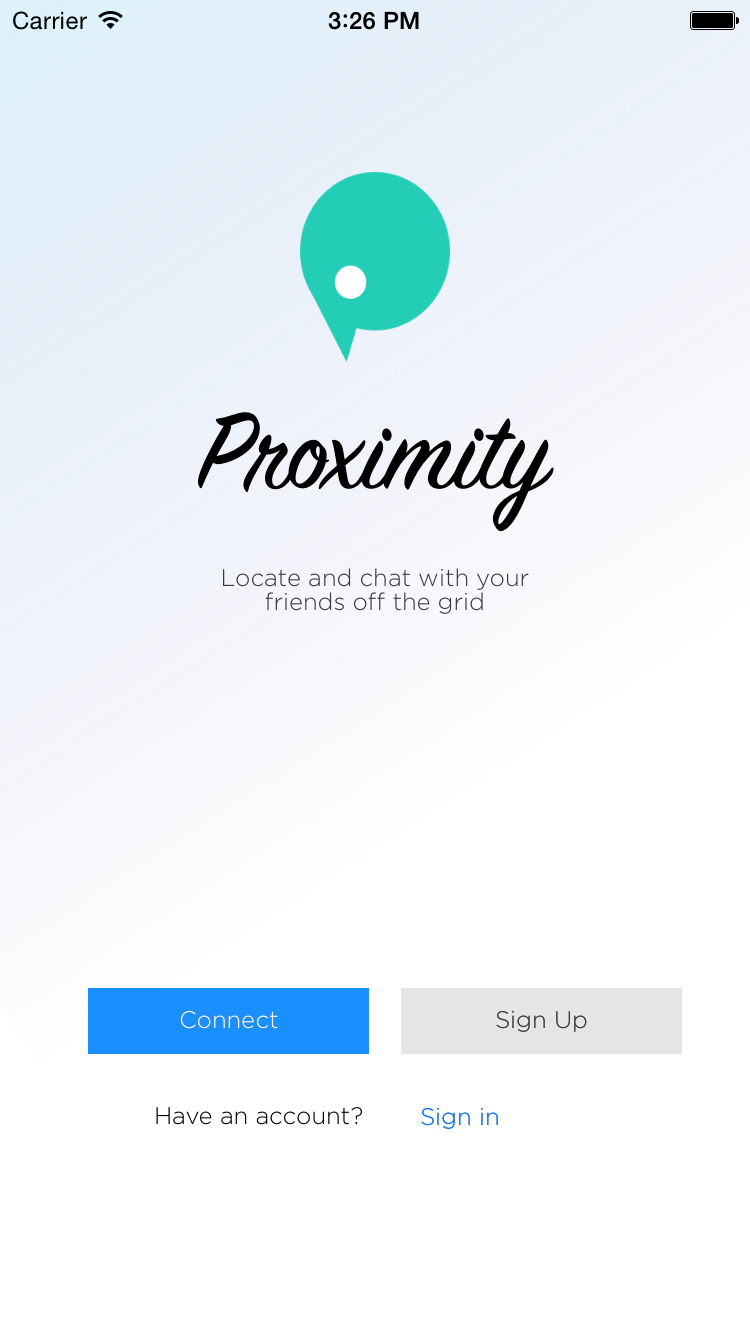 Carrier 3:26 PM
Proximity
Locate and chat with your
friends off the grid
Connect Sign Up
Have an account? Sign in